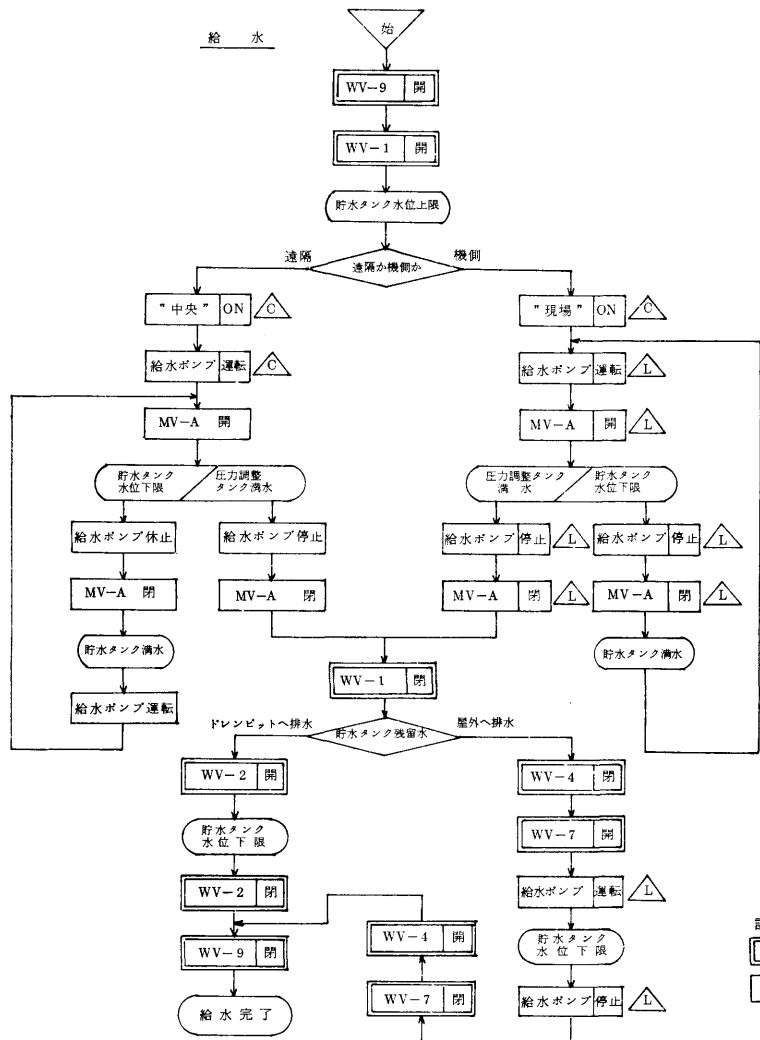 給 水
始
WV-9 開
WV-1 開
貯水タンク水位上限
遠隔 遠隔か機側か 機側
"中央" ON C
"現場" ON C
給水ポンプ 運転 C
給水ポンプ 運転 L
MV-A 開
MV-A 開 L
貯水タンク
水位下限
圧力調整
タンク満水
圧力調整タンク
満 水
貯水タンク
水位下限
給水ポンプ休止
給水ポンプ停止
給水ポンプ 停止 L
給水ポンプ 停止 L
MV-A 閉
MV-A 閉
MV-A 閉 L
MV-A 閉 L
貯水タンク満水
貯水タンク満水
WV-1 閉
給水ポンプ運転
ドレンピットへ排水 貯水タンク残留水 屋外へ排水
WV-2 開
WV-4 閉
貯水タンク
水位下限
WV-7 開
WV-2 閉
給水ポンプ 運転 L
WV-9 閉
WV-4 開
貯水タンク
水位下限
給水完了
WV-7 閉
給水ポンプ 停止 L